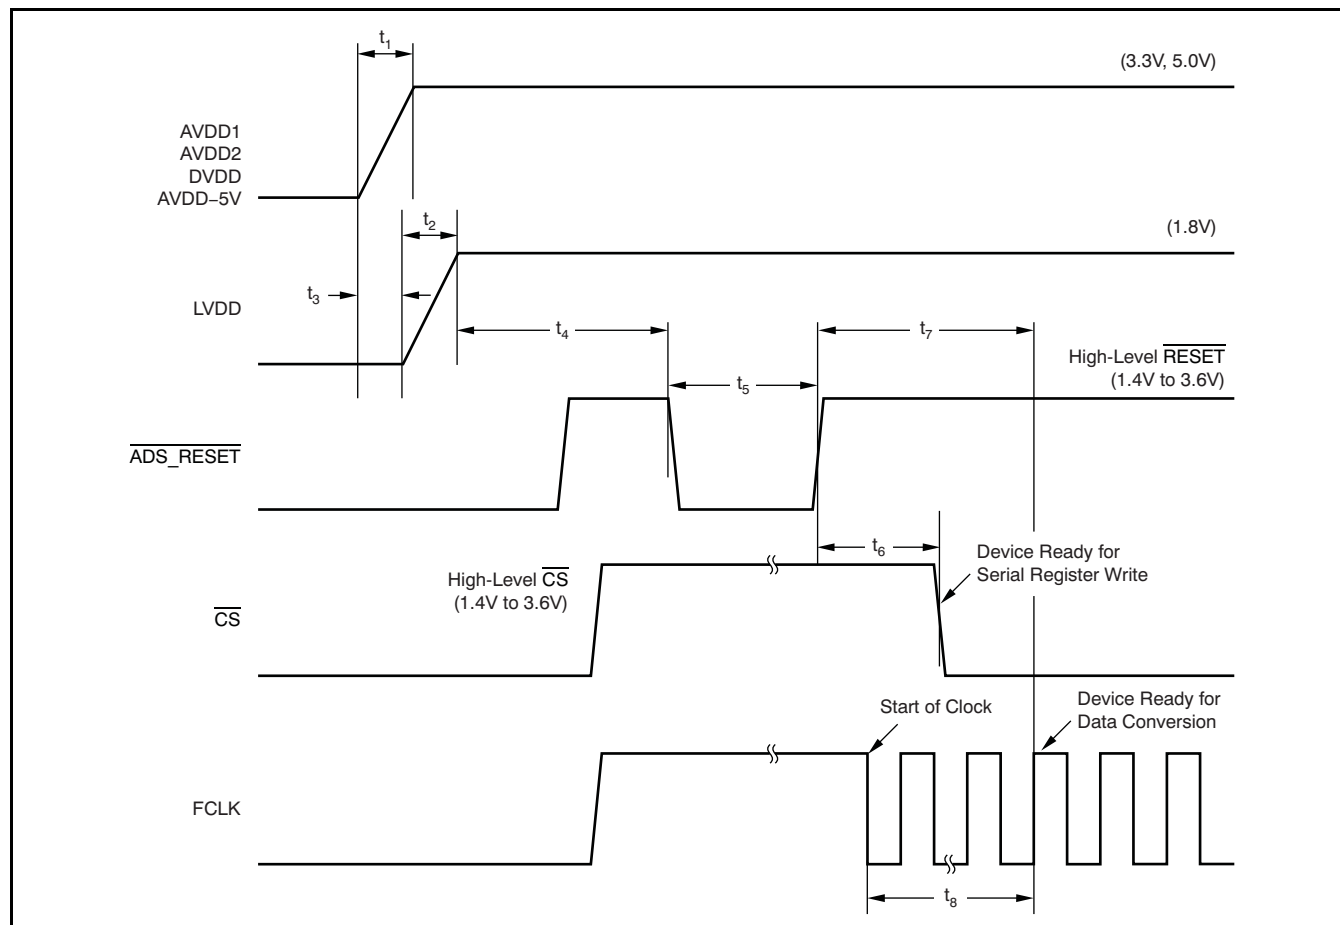 t1
(3.3V, 5.0V)
AVDD1
AVDD2
DVDD
AVDD–5V
t2
(1.8V)
t3
LVDD
t4
t7
High-Level RESET
(1.4V to 3.6V)
t5
ADS_RESET
t6
Device Ready for
Serial Register Write
High-Level CS
(1.4V to 3.6V)
CS
Start of Clock
Device Ready for
Data Conversion
FCLK
t8